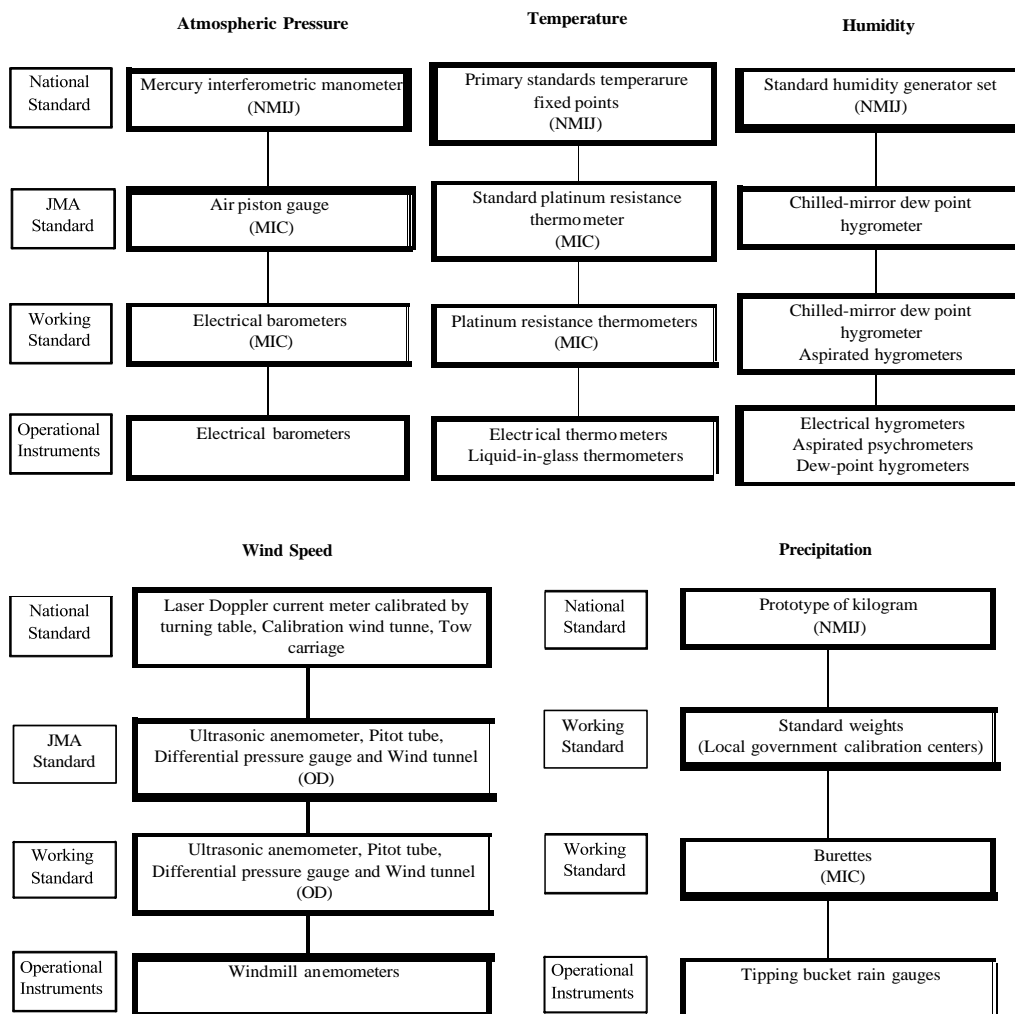 Atmospheric Pressure
Temperature
Humidity
National
Standard
Mercury interferometric manometer
(NMIJ)
Primary standards temperarure
fixed points
(NMIJ)
Standard humidity generator set
(NMIJ)
JMA
Standard
Air piston gauge
(MIC)
Standard platinum resistance
thermometer
(MIC)
Chilled-mirror dew point
hygrometer
Working
Standard
Electrical barometers
(MIC)
Platinum resistance thermometers
(MIC)
Chilled-mirror dew point
hygrometer
Aspirated hygrometers
Operational
Instruments
Electrical barometers
Electrical thermometers
Liquid-in-glass thermometers
Electrical hygrometers
Aspirated psychrometers
Dew-point hygrometers
Wind Speed
National
Standard
Laser Doppler current meter calibrated by
turning table, Calibration wind tunne, Tow
carriage
JMA
Standard
Ultrasonic anemometer, Pitot tube,
Differential pressure gauge and Wind tunnel
(OD)
Working
Standard
Ultrasonic anemometer, Pitot tube,
Differential pressure gauge and Wind tunnel
(OD)
Operational
Instruments
Windmill anemometers
Precipitation
National
Standard
Prototype of kilogram
(NMIJ)
Working
Standard
Standard weights
(Local government calibration centers)
Working
Standard
Burettes
(MIC)
Operational
Instruments
Tipping bucket rain gauges